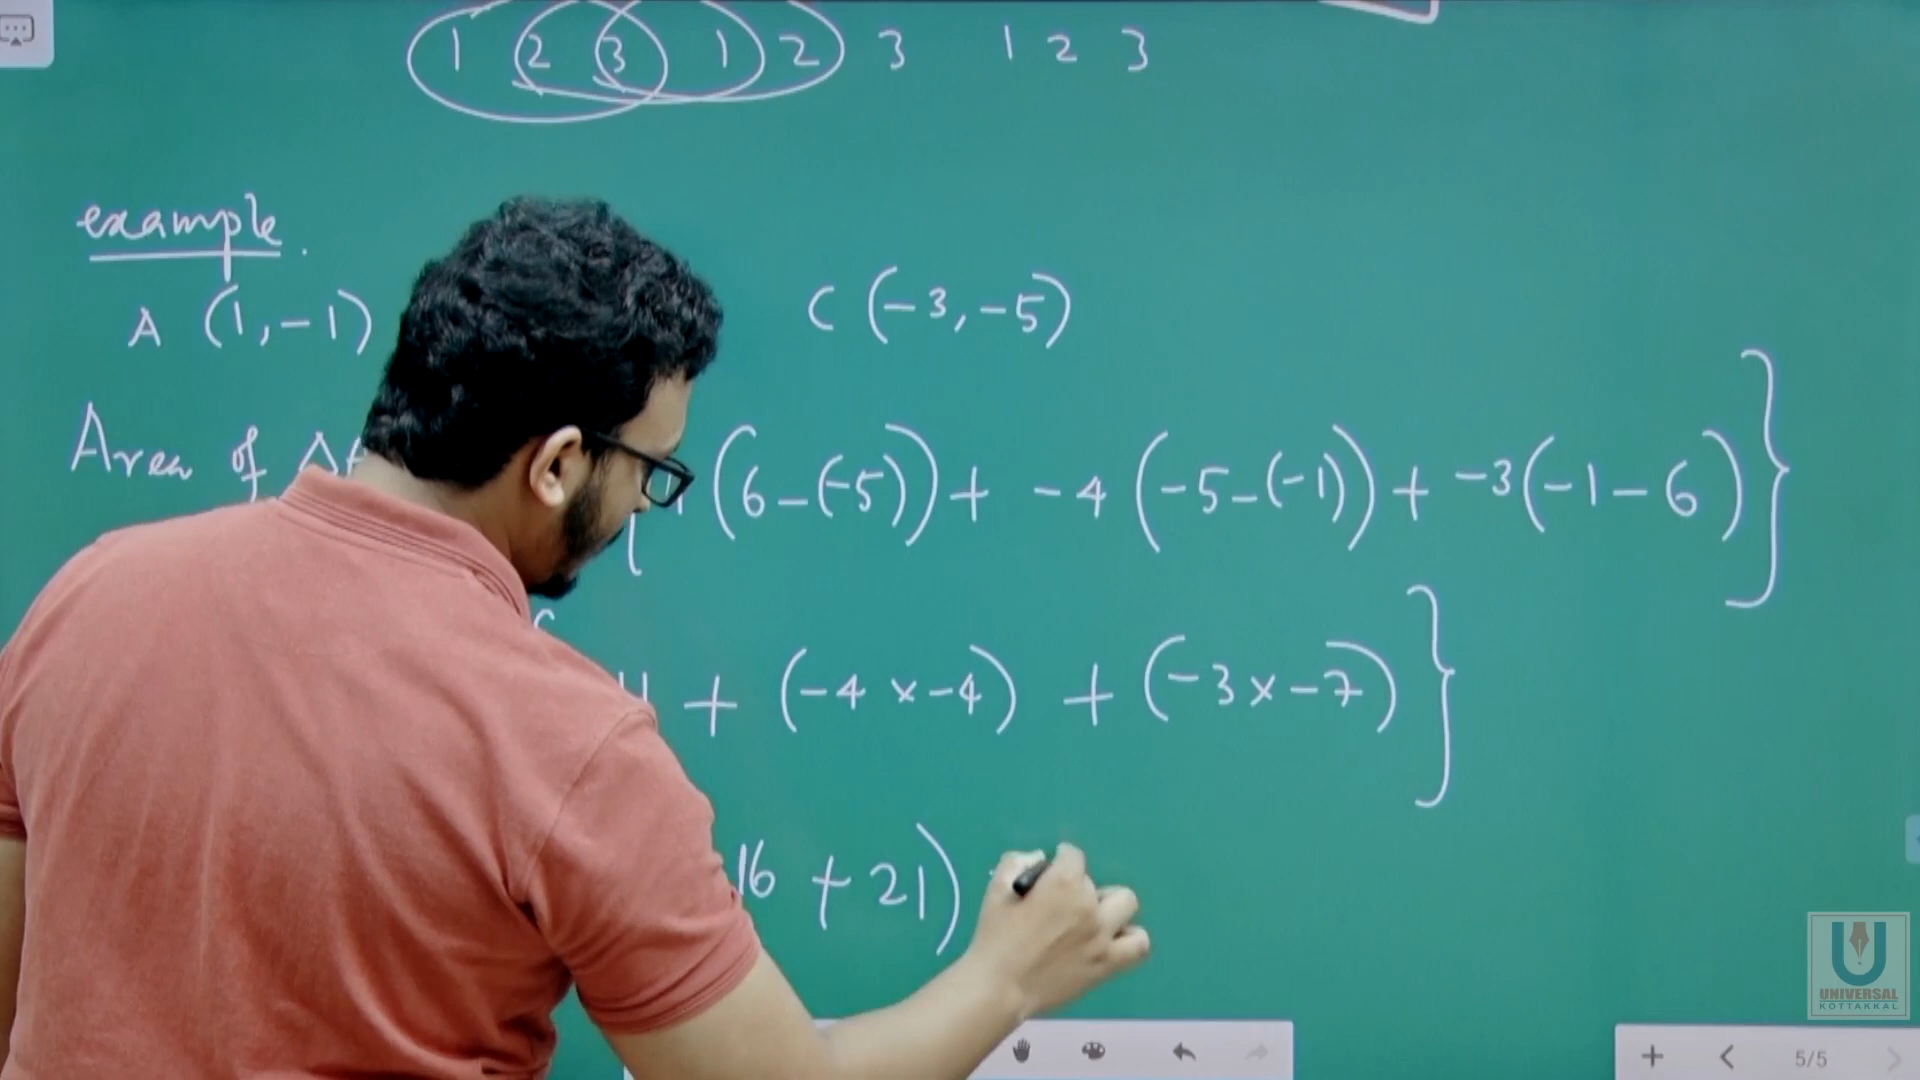 1 2 3 1 2 3 1 2 3
example
A (1, -1) C (-3, -5)
Area of Δ (6-(-5)) + -4 (-5-(-1)) + -3 (-1-6) }
+ (-4 x -4) + (-3 x -7) }
16 + 21)
UNIVERSAL
KOTTAKKAL
5/5